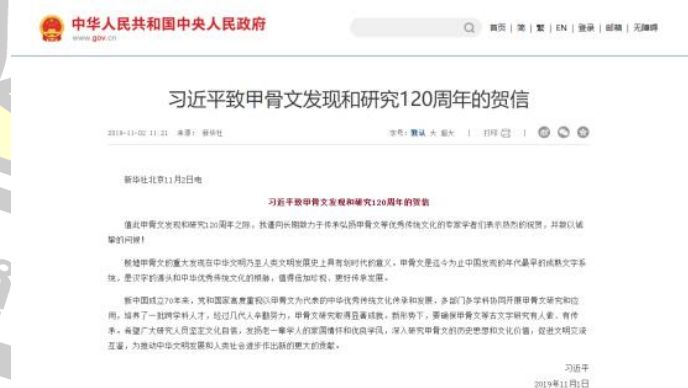 中华人民共和国中央人民政府
www.gov.cn
首页 | 简 | 繁 | EN | 登录 | 邮箱 | 无障碍
习近平致甲骨文发现和研究120周年的贺信
2019-11-02 11:21 来源: 新华社
字号: 默认 大 超大 | 打印 |
新华社北京11月2日电
习近平致甲骨文发现和研究120周年的贺信
值此甲骨文发现和研究120周年之际,我谨向长期致力于传承弘扬甲骨文等优秀传统文化的专家学者们表示热烈的祝贺,并致以诚
挚的问候!
殷墟甲骨文的重大发现在中华文明乃至人类文明发展史上具有划时代的意义。甲骨文是迄今为止中国发现的年代最早的成熟文字系
统,是汉字的源头和中华优秀传统文化的根脉,值得倍加珍视、更好传承发展。
新中国成立70年来,党和国家高度重视以甲骨文为代表的中华优秀传统文化传承和发展,多部门多学科协同开展甲骨文研究和应
用,培养了一批跨学科人才,经过几代人辛勤努力,甲骨文研究取得显著成就。新形势下,要确保甲骨文等古文字研究有人做、有传
承。希望广大研究人员坚定文化自信,发扬老一辈学人的家国情怀和优良学风,深入研究甲骨文的历史思想和文化价值,促进文明交流
互鉴,为推动中华文明发展和人类社会进步作出新的更大的贡献。
习近平
2019年11月1日